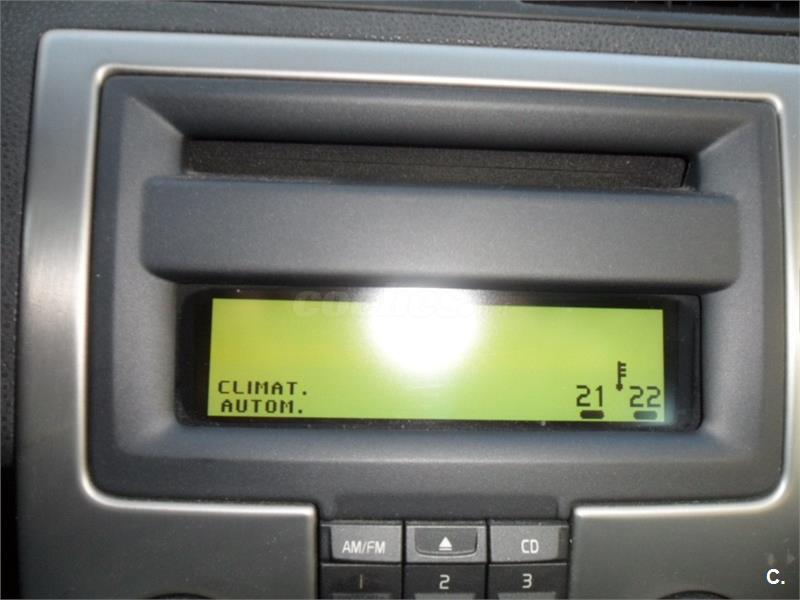 CLIMAT.
AUTOM.
21 22
AM/FM CD
1 2 3
C.